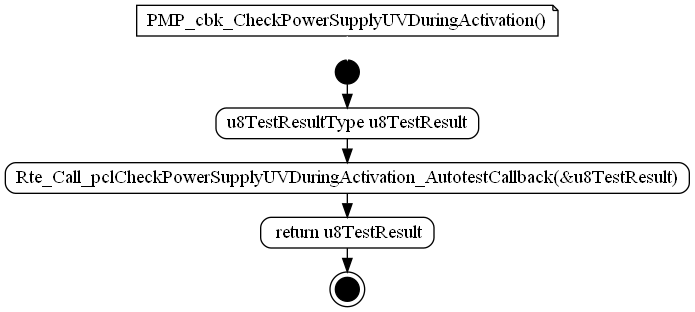 PMP_cbk_CheckPowerSupplyUVDuringActivation()
u8TestResultType u8TestResult
Rte_Call_pclCheckPowerSupplyUVDuringActivation_AutotestCallback(&u8TestResult)
return u8TestResult